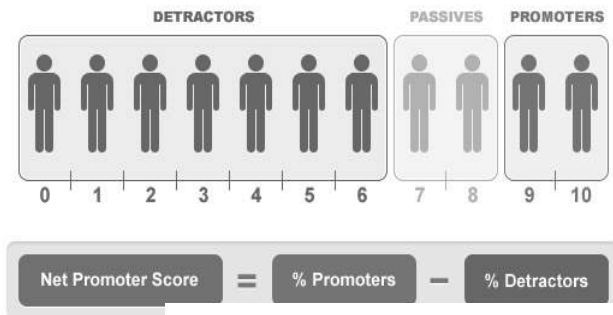 DETRACTORS PASSIVES PROMOTERS
0 1 2 3 4 5 6 7 8 9 10
Net Promoter Score = % Promoters − % Detractors